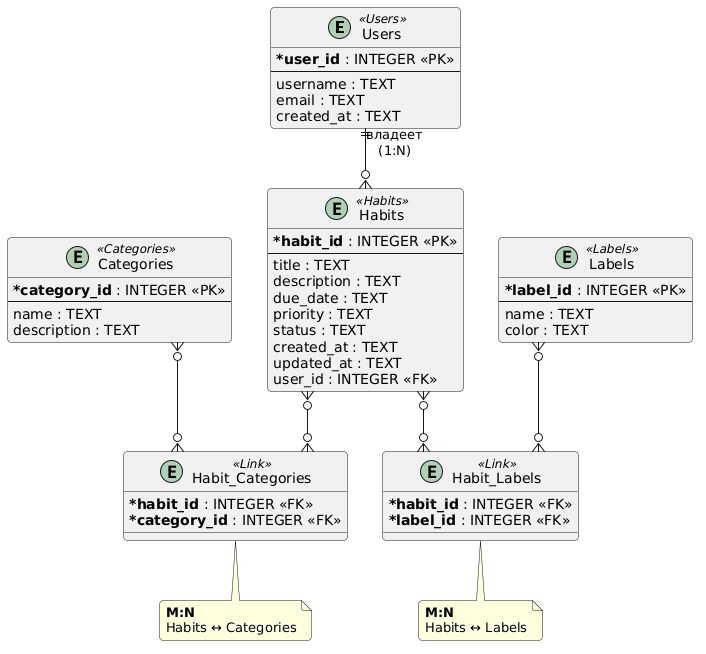 E «Users»
Users
*user_id : INTEGER «PK»
username : TEXT
email : TEXT
created_at : TEXT
владеет
(1:N)
E «Habits»
Habits
*habit_id : INTEGER «PK»
title : TEXT
description : TEXT
due_date : TEXT
priority : TEXT
status : TEXT
created_at : TEXT
updated_at : TEXT
user_id : INTEGER «FK»
E «Categories»
Categories
*category_id : INTEGER «PK»
name : TEXT
description : TEXT
E «Labels»
Labels
*label_id : INTEGER «PK»
name : TEXT
color : TEXT
E «Link»
Habit_Categories
*habit_id : INTEGER «FK»
*category_id : INTEGER «FK»
E «Link»
Habit_Labels
*habit_id : INTEGER «FK»
*label_id : INTEGER «FK»
M:N
Habits ↔ Categories
M:N
Habits ↔ Labels